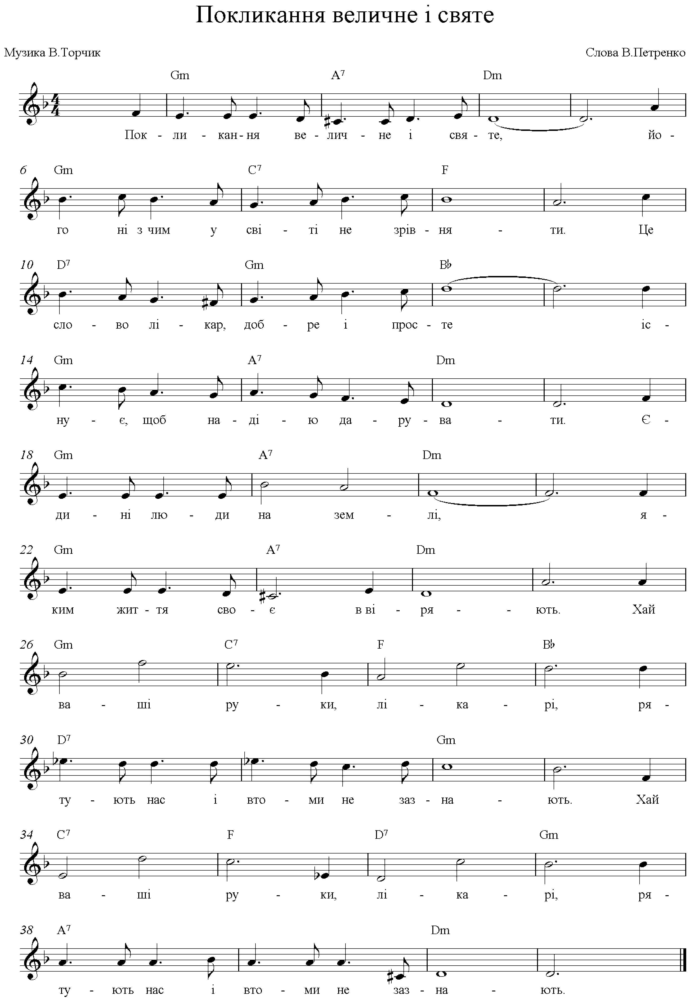 Покликання величне і святе
Музика В.Торчик
Слова В.Петренко
Gm A7 Dm
4
4
Пок - ли - кан - ня ве - лич - не і свя - те, йо -
6 Gm C7 F
го ні з чим у сві - ті не зрів - ня - ти. Це
10 D7 Gm B♭
сло - во лі - кар, доб - ре і прос - те іс -
14 Gm A7 Dm
ну - є, щоб на - ді - ю да - ру - ва - ти. Є -
18 Gm A7 Dm
ди - ні лю - ди на зем - лі, я -
22 Gm A7 Dm
ким жит - тя сво - є в ві - ря - ють. Хай
26 Gm C7 F B♭
ва - ші ру - ки, лі - ка - рі, ря -
30 D7 Gm
ту - ють нас і вто - ми не заз - на - ють. Хай
34 C7 F D7 Gm
ва - ші ру - ки, лі - ка - рі, ря -
38 A7 Dm
ту - ють нас і вто - ми не заз - на - ють.